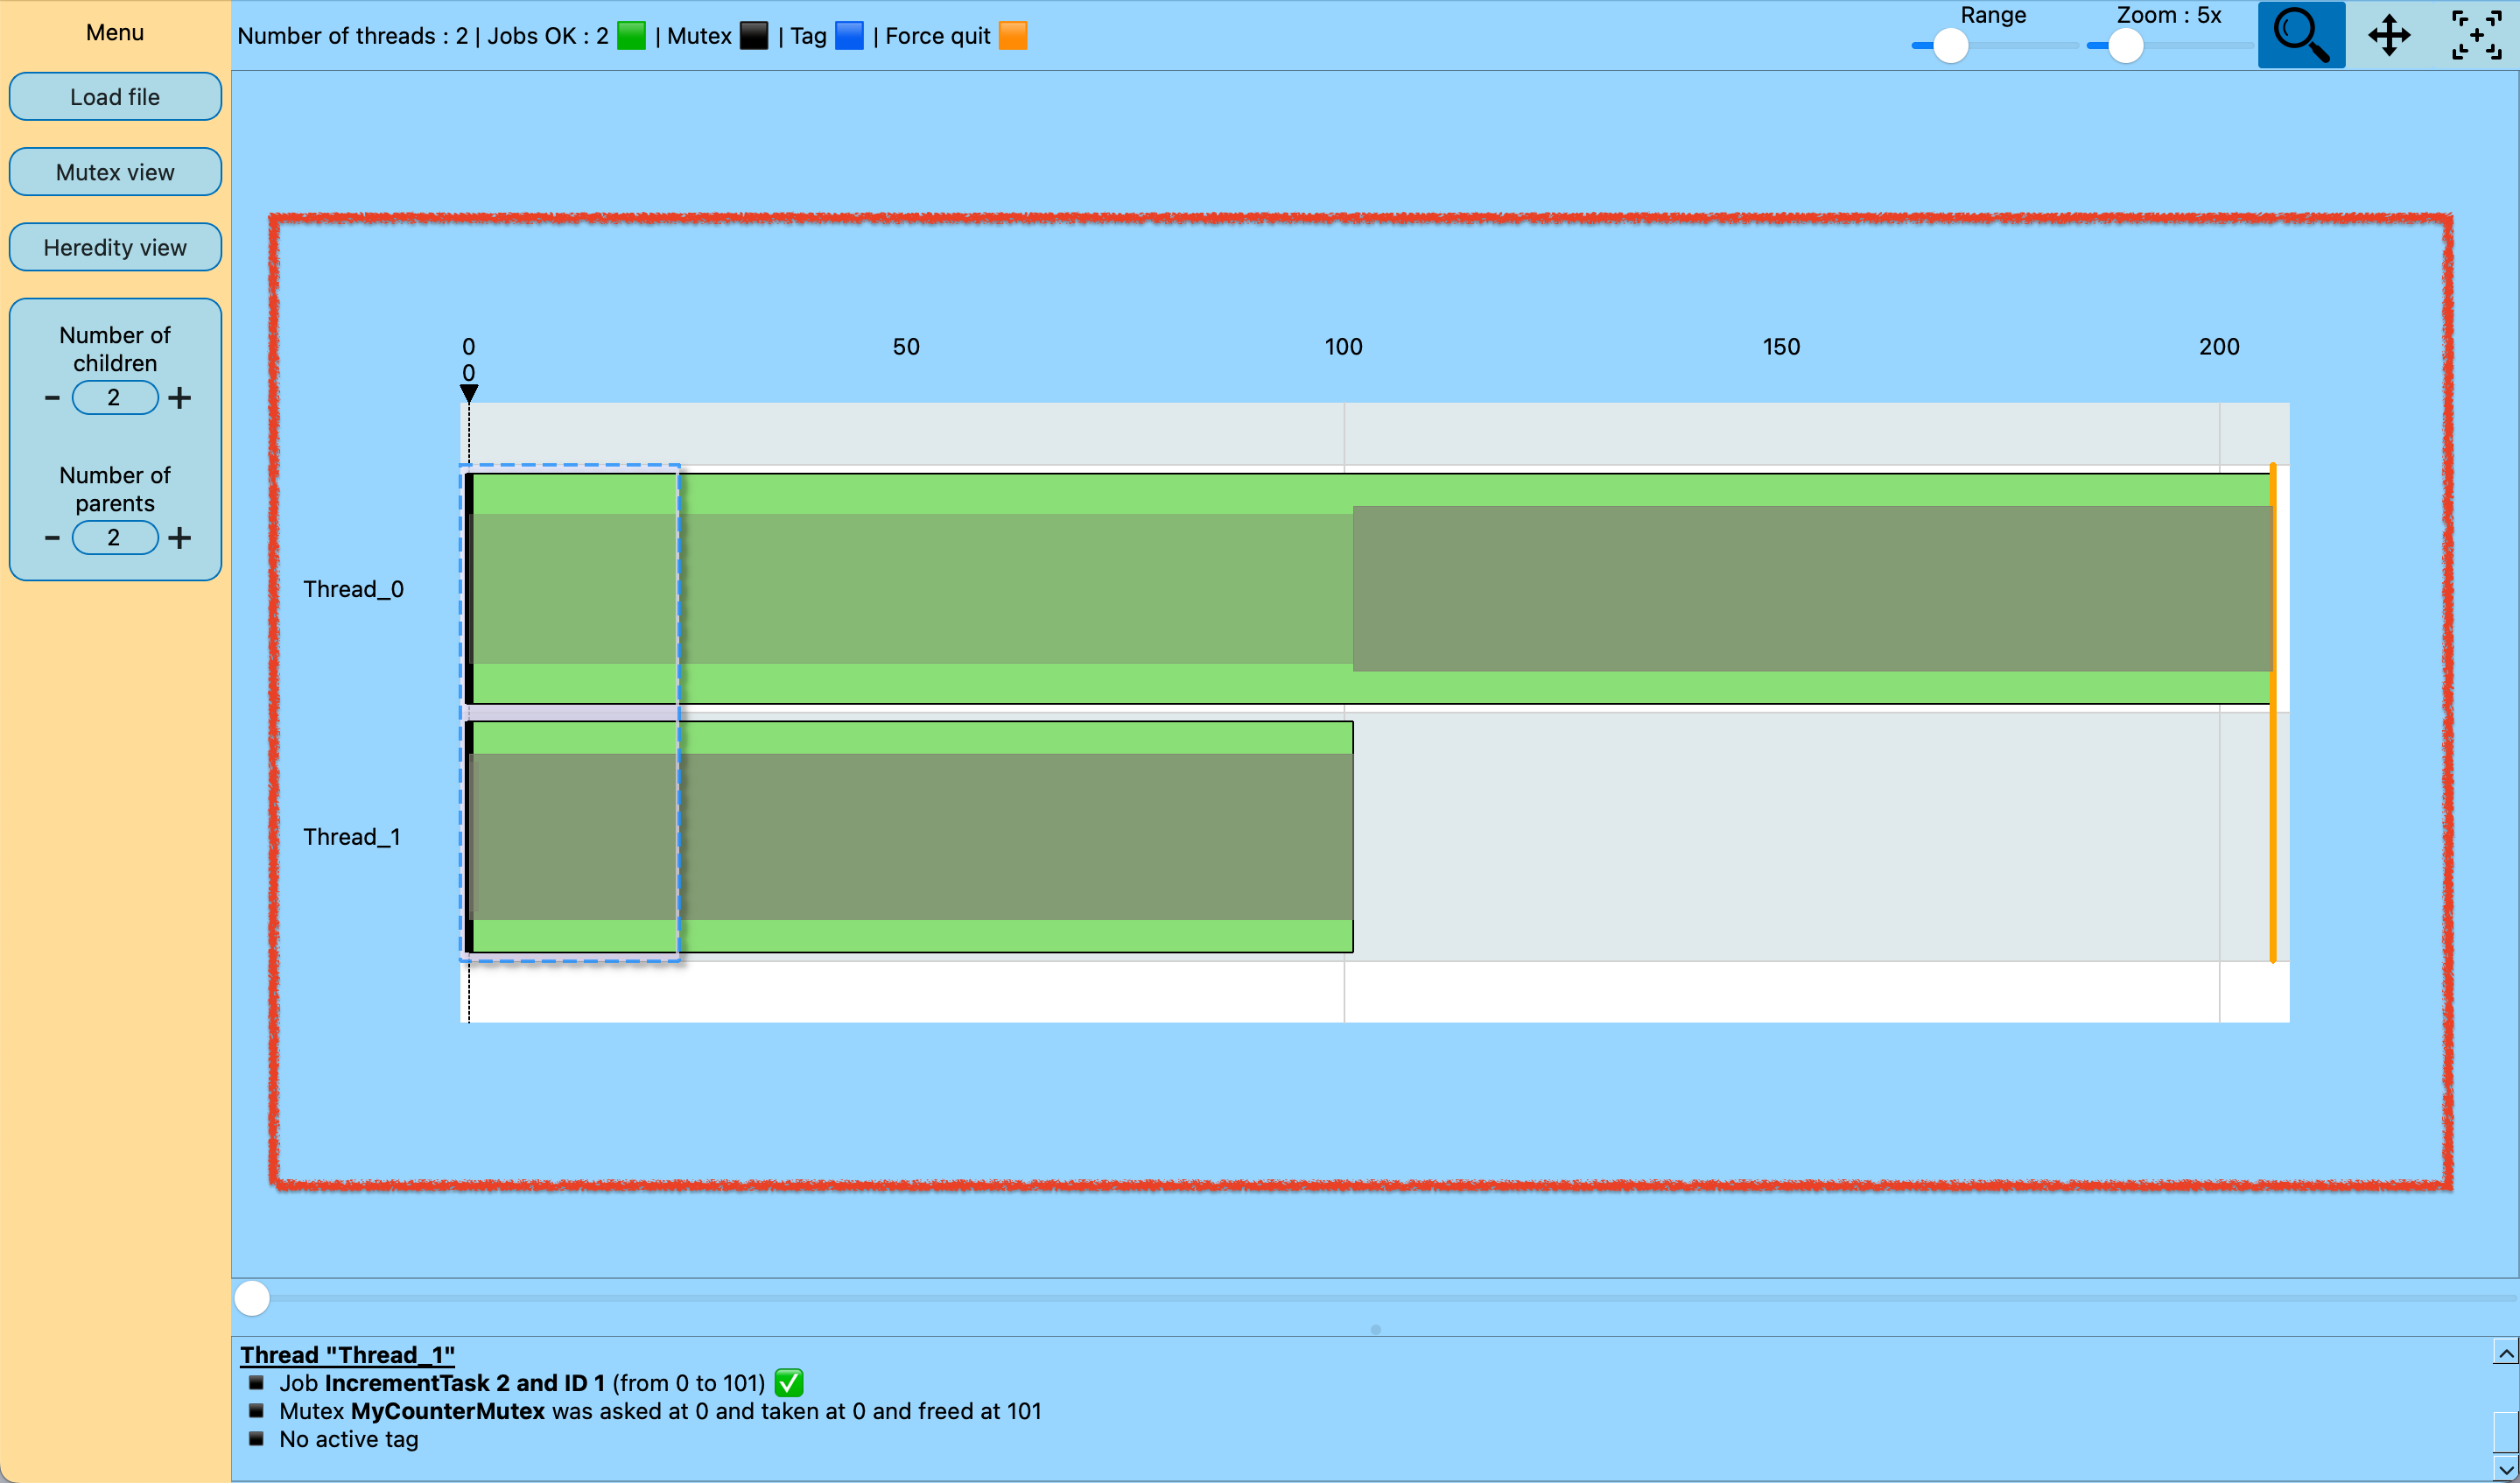 Menu
Load file
Mutex view
Heredity view
Number of
children
- 2 +
Number of
parents
- 2 +
Number of threads : 2 | Jobs OK : 2 | Mutex | Tag | Force quit
Range
Zoom : 5x
0 50 100 150 200
0
Thread_0
Thread_1
Thread "Thread_1"
Job IncrementTask 2 and ID 1 (from 0 to 101) ✅
Mutex MyCounterMutex was asked at 0 and taken at 0 and freed at 101
No active tag